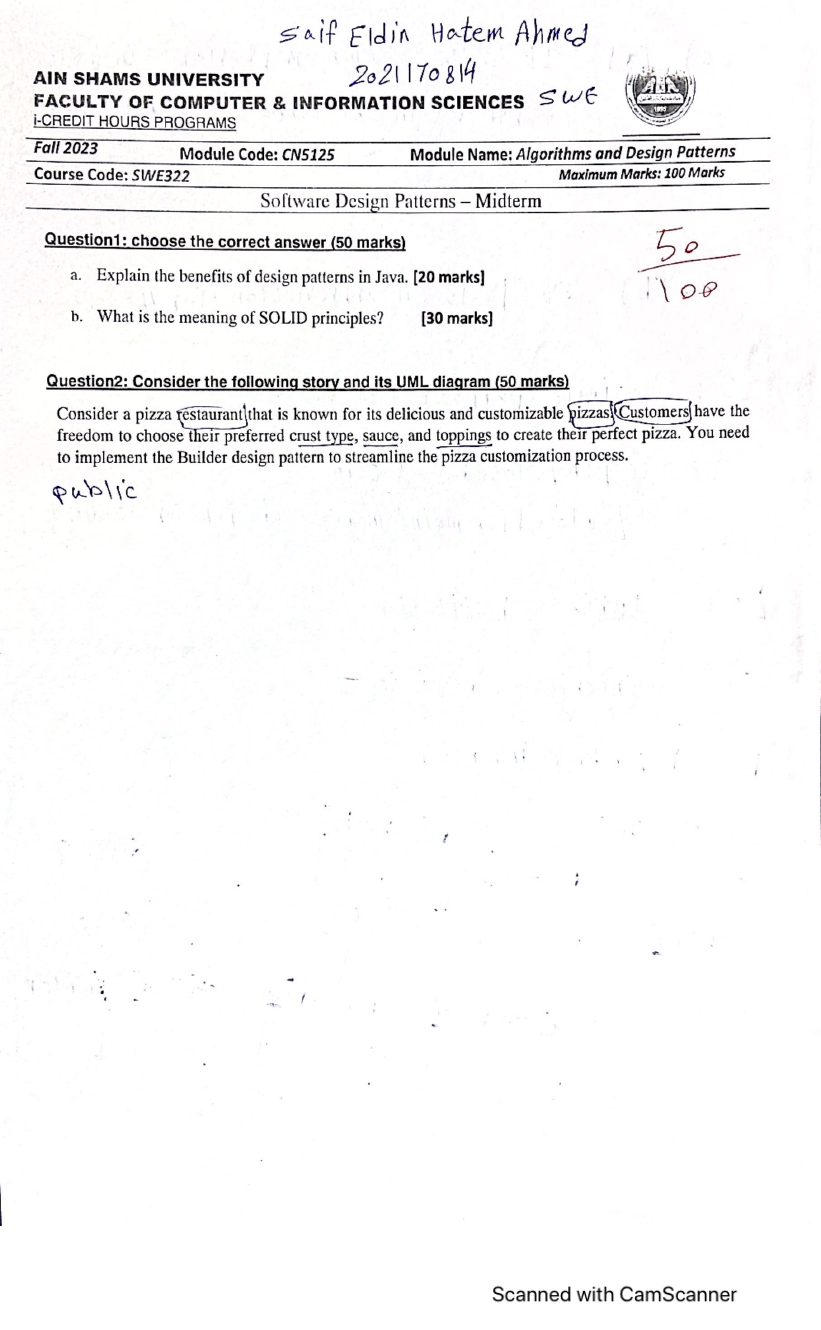 Saif Eldin Hatem Ahmed
2021170814
AIN SHAMS UNIVERSITY
FACULTY OF COMPUTER & INFORMATION SCIENCES SWE
i-CREDIT HOURS PROGRAMS
Fall 2023 Module Code: CN5125 Module Name: Algorithms and Design Patterns
Course Code: SWE322 Maximum Marks: 100 Marks
Software Design Patterns – Midterm
Question1: choose the correct answer (50 marks)
50
100
a. Explain the benefits of design patterns in Java. [20 marks]
b. What is the meaning of SOLID principles? [30 marks]
Question2: Consider the following story and its UML diagram (50 marks)
Consider a pizza restaurant that is known for its delicious and customizable pizzas. Customers have the
freedom to choose their preferred crust type, sauce, and toppings to create their perfect pizza. You need
to implement the Builder design pattern to streamline the pizza customization process.
public
Scanned with CamScanner